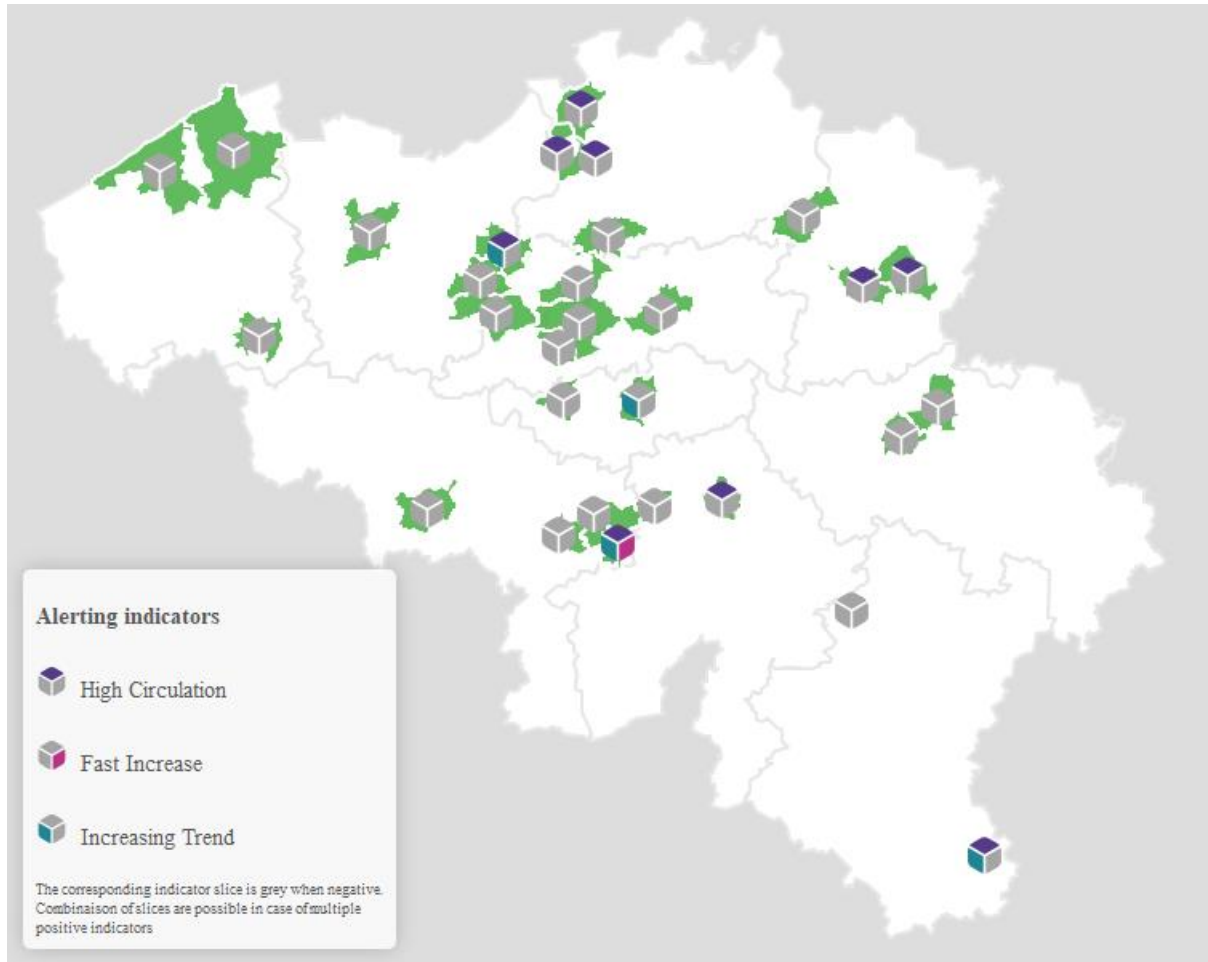 Alerting indicators
High Circulation
Fast Increase
Increasing Trend
The corresponding indicator slice is grey when negative.
Combinaison of slices are possible in case of multiple
positive indicators